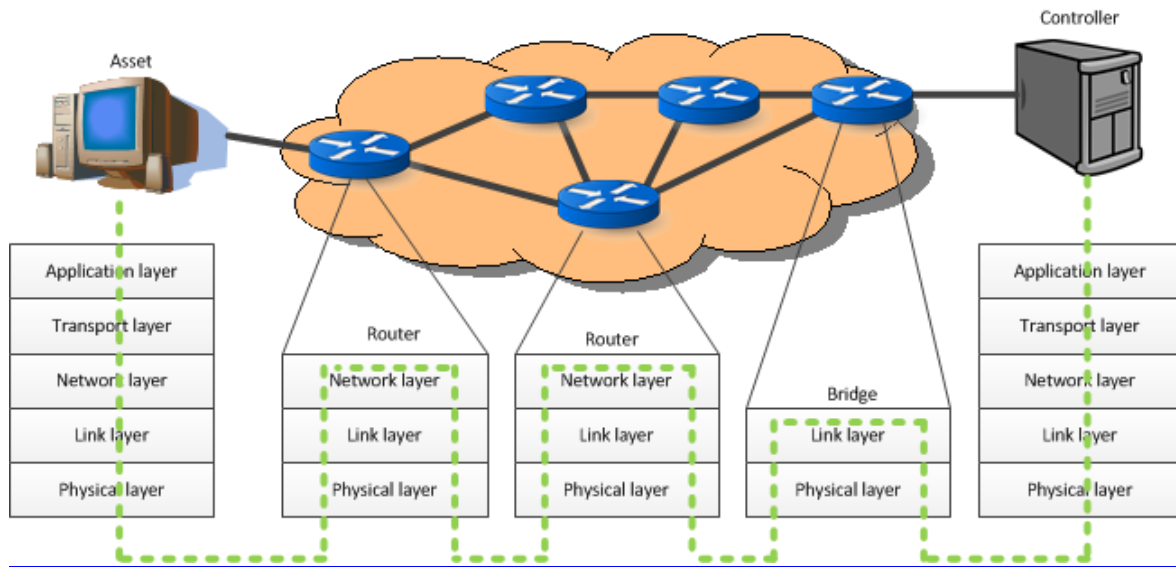 Controller
Asset
Application layer
Transport layer
Network layer
Link layer
Physical layer
Router
Network layer
Link layer
Physical layer
Router
Network layer
Link layer
Physical layer
Bridge
Link layer
Physical layer
Application layer
Transport layer
Network layer
Link layer
Physical layer